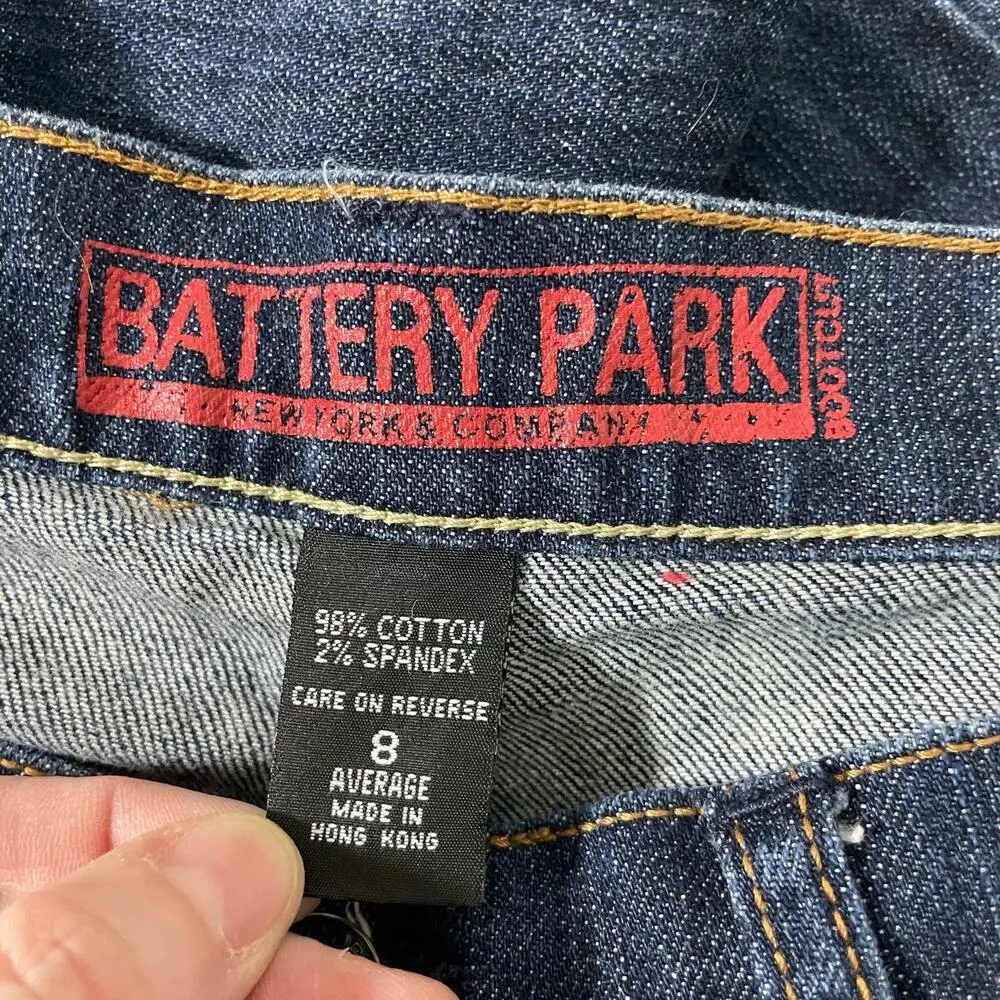 BATTERY PARK
NEW YORK & COMPANY
BOOTCUT
98% COTTON
2% SPANDEX
CARE ON REVERSE
8
AVERAGE
MADE IN
HONG KONG